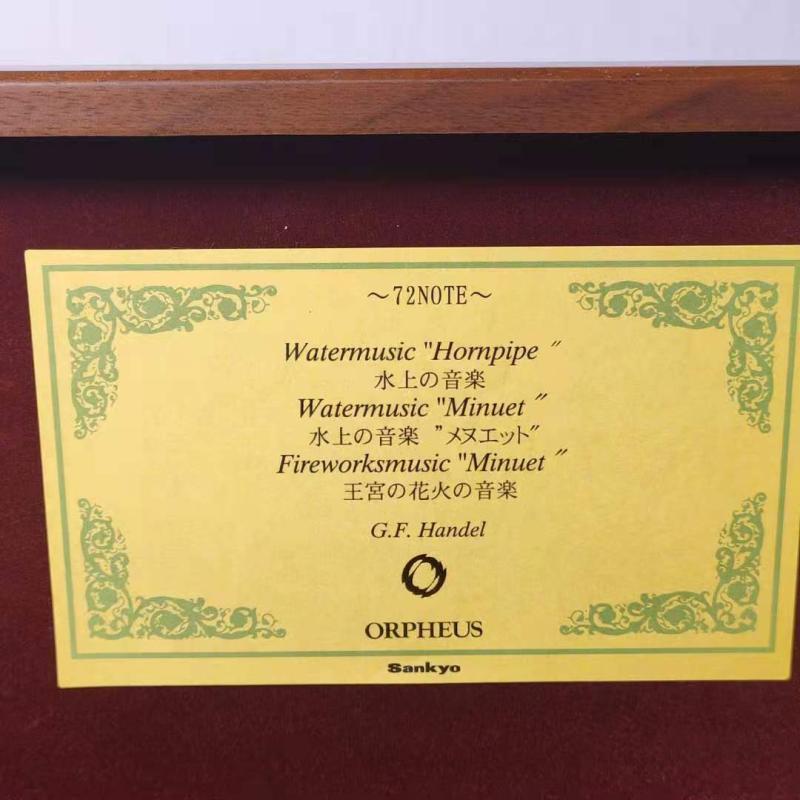 ～72NOTE～
Watermusic "Hornpipe"
水上の音楽
Watermusic "Minuet"
水上の音楽 ”メヌエット"
Fireworksmusic "Minuet"
王宮の花火の音楽
G.F. Handel
ORPHEUS
Sankyo